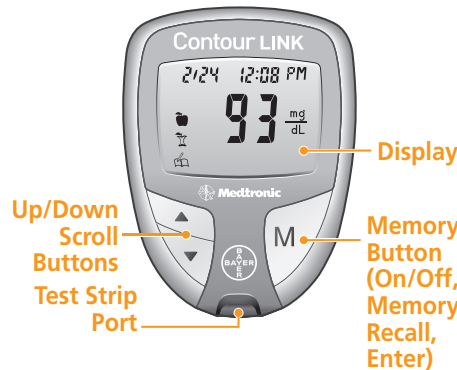 Contour LINK
2/24 12:08 PM
93 mg/dL
Medtronic
Display
Up/Down
Scroll
Buttons
M
Memory
Button
(On/Off,
Memory
Recall,
Enter)
BAYER
BAYER
Test Strip
Port